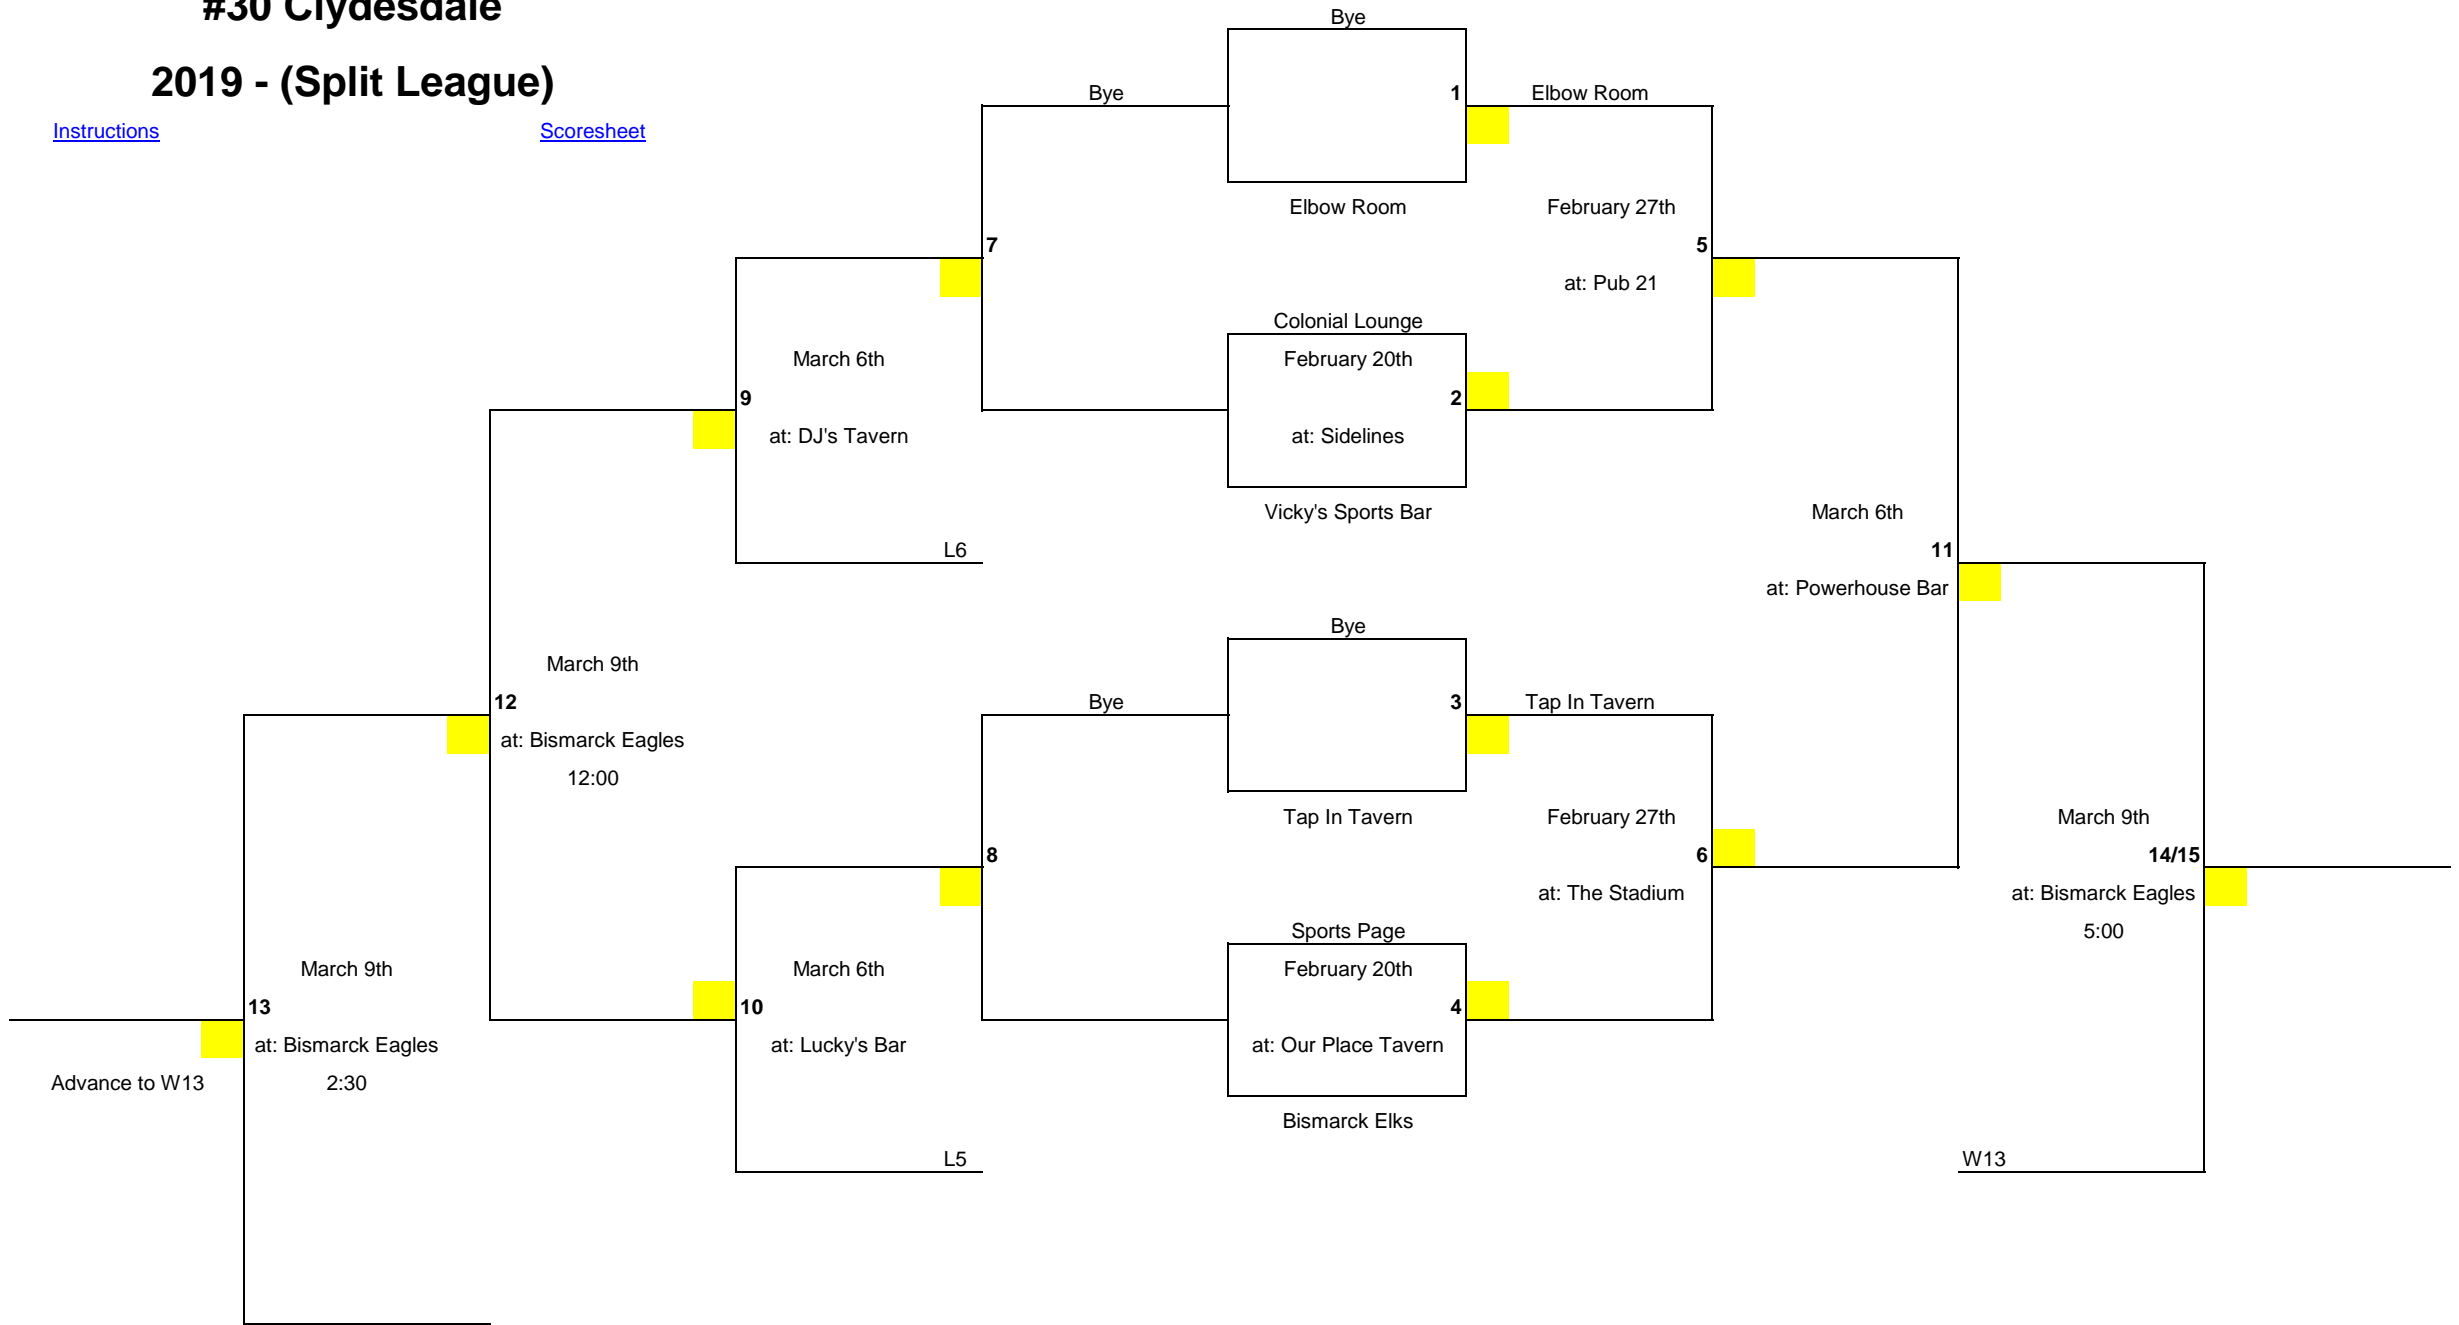 #30 Clydesdale
2019 - (Split League)
Instructions
Scoresheet
Bye
Bye
1
Elbow Room
Elbow Room
February 27th
7
5
at: Pub 21
Colonial Lounge
March 6th
February 20th
9
2
at: DJ's Tavern
at: Sidelines
Vicky's Sports Bar
March 6th
L6
11
at: Powerhouse Bar
Bye
March 9th
12
Bye
3
Tap In Tavern
at: Bismarck Eagles
12:00
Tap In Tavern
February 27th
March 9th
8
6
14/15
at: The Stadium
at: Bismarck Eagles
Sports Page
5:00
March 9th
March 6th
February 20th
13
10
4
at: Bismarck Eagles
at: Lucky's Bar
at: Our Place Tavern
Advance to W13
2:30
Bismarck Elks
L5
W13